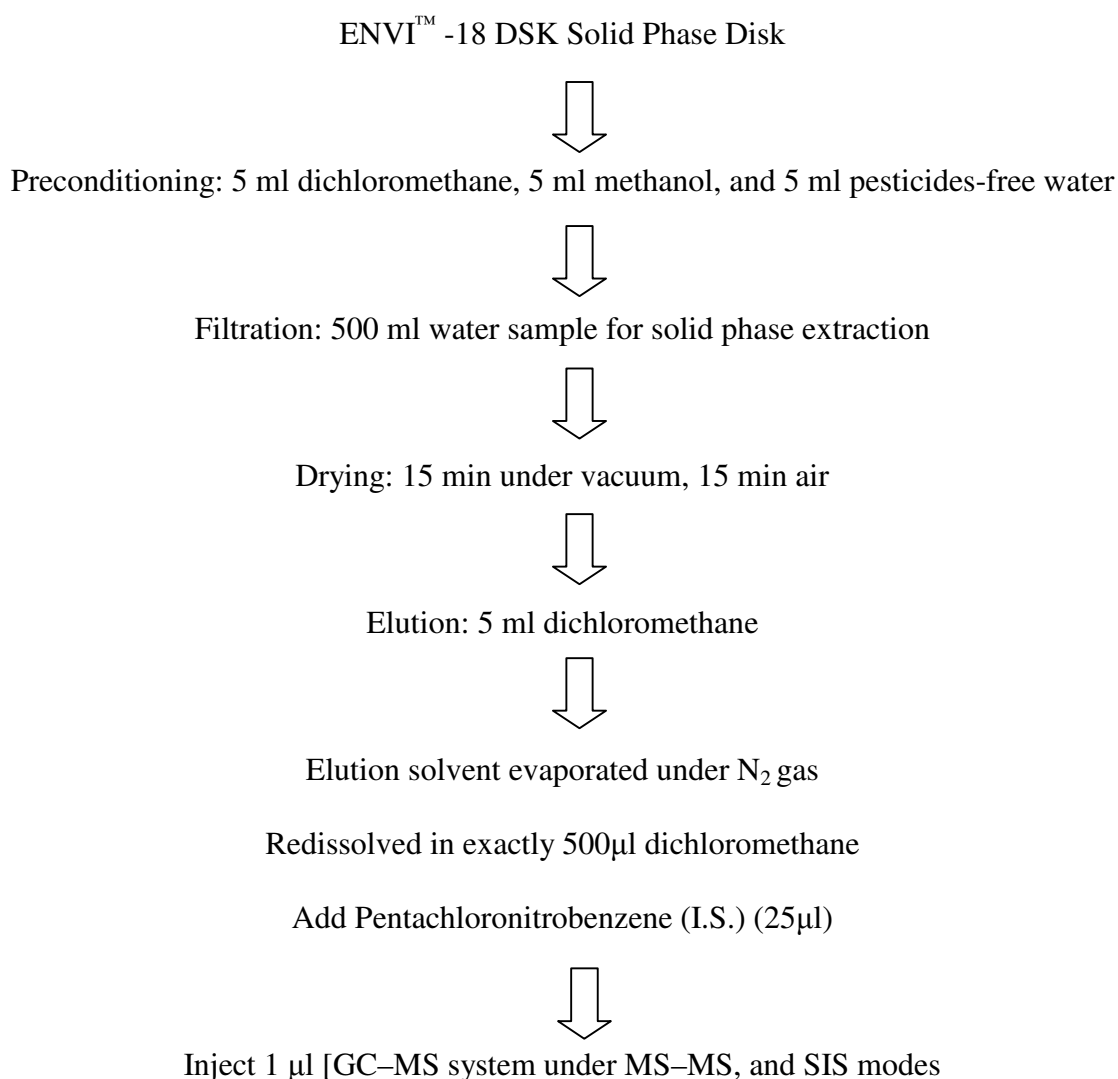 ENVI™ -18 DSK Solid Phase Disk
Preconditioning: 5 ml dichloromethane, 5 ml methanol, and 5 ml pesticides-free water
Filtration: 500 ml water sample for solid phase extraction
Drying: 15 min under vacuum, 15 min air
Elution: 5 ml dichloromethane
Elution solvent evaporated under N₂ gas
Redissolved in exactly 500μl dichloromethane
Add Pentachloronitrobenzene (I.S.) (25μl)
Inject 1 μl [GC–MS system under MS–MS, and SIS modes